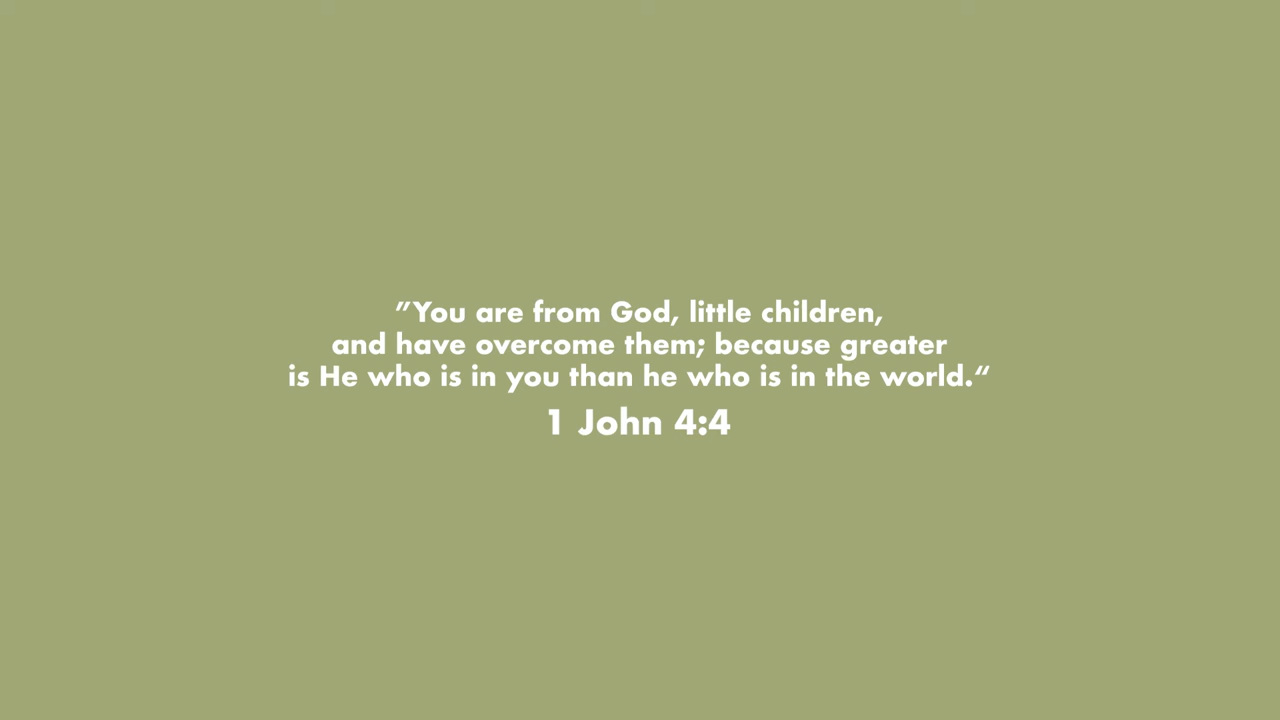 ”You are from God, little children,
and have overcome them; because greater
is He who is in you than he who is in the world.“
1 John 4:4